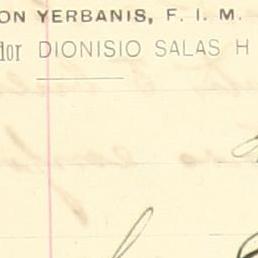 ON YERBANIS, F. I. M.
dor DIONISIO SALAS H